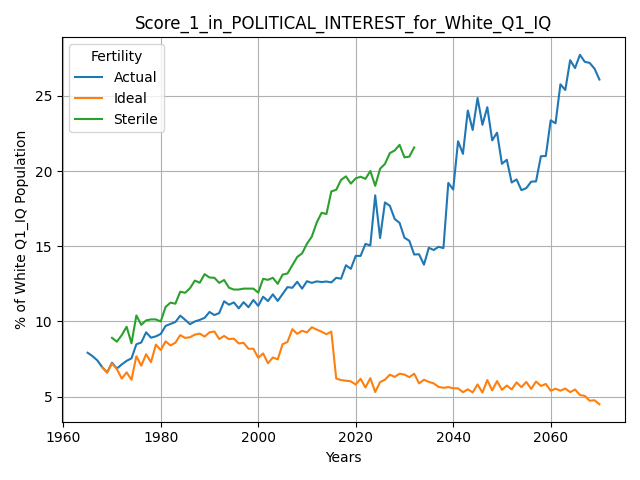 Score_1_in_POLITICAL_INTEREST_for_White_Q1_IQ
Fertility
Actual
Ideal
Sterile
% of White Q1_IQ Population
25
20
15
10
5
1960 1980 2000 2020 2040 2060
Years